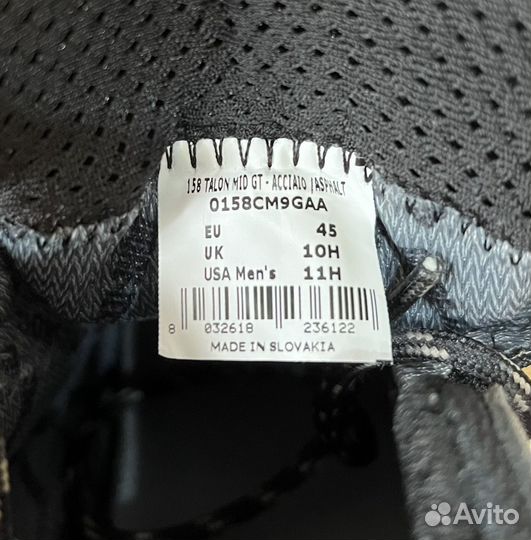 158 TALON MID GT - ACCIAIO /ASPHALT
0158CM9GAA
EU 45
UK 10H
USA Men's 11H
8 032618 236122
MADE IN SLOVAKIA
Avito